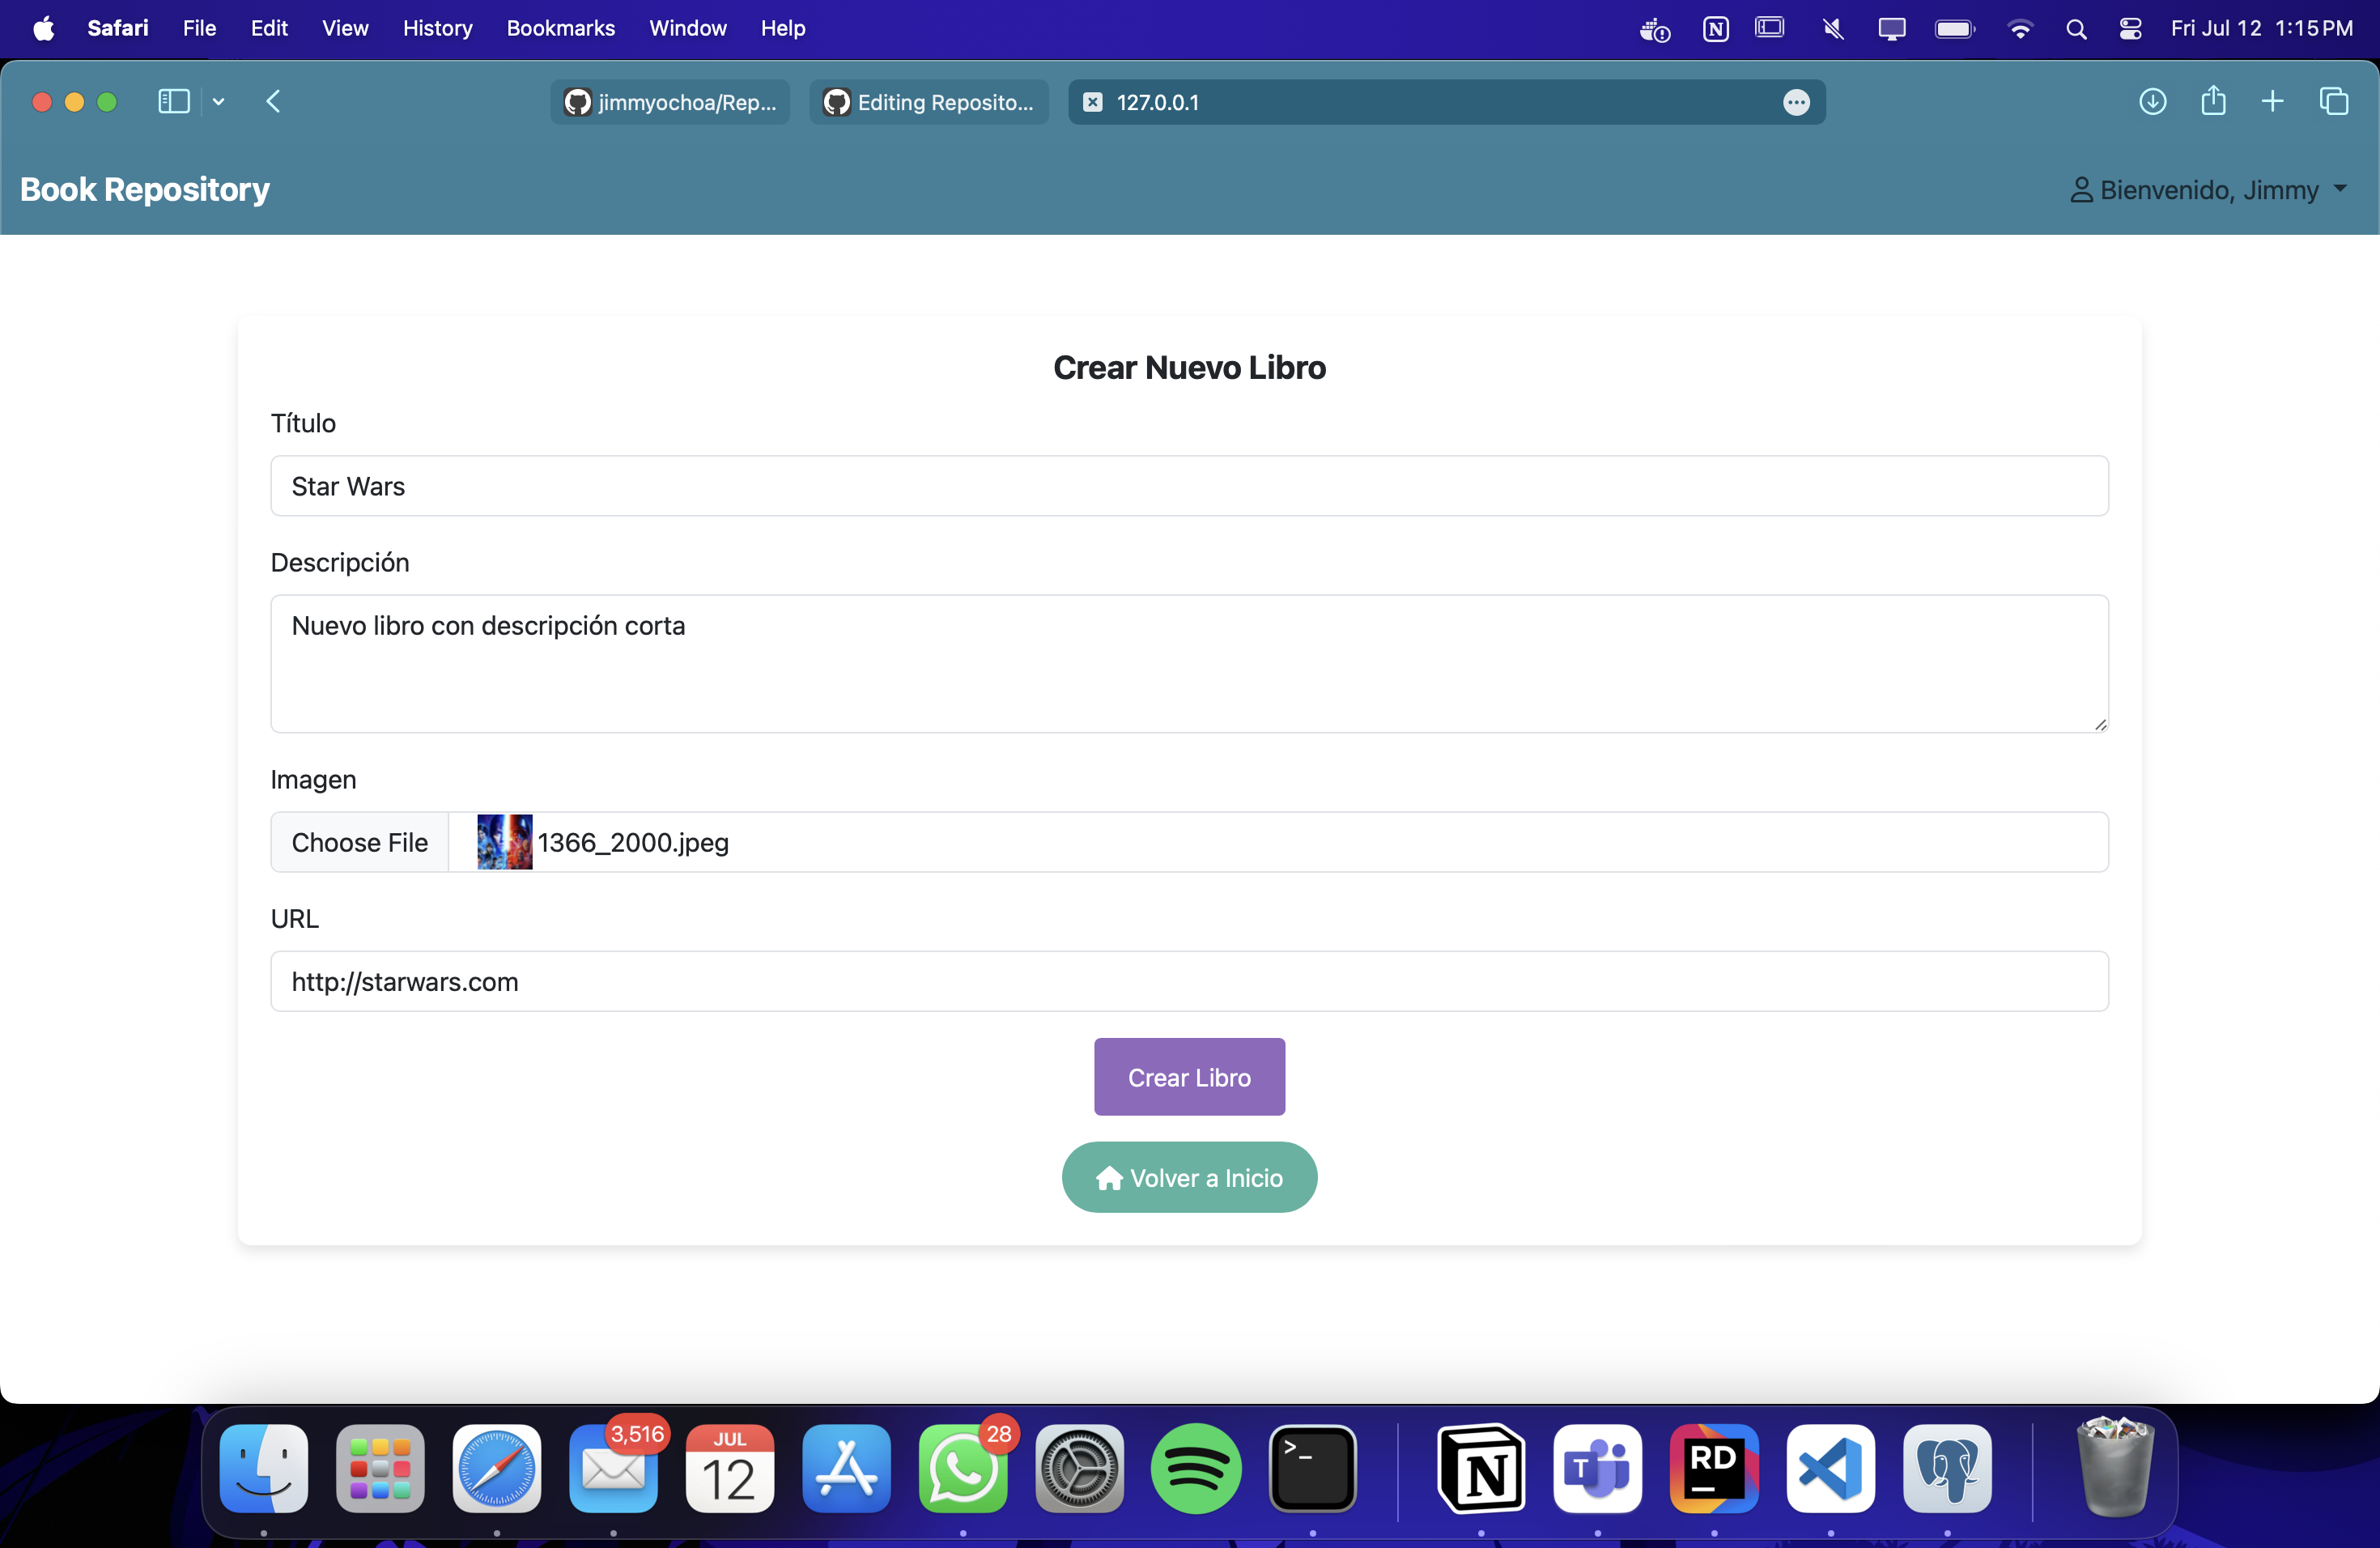 Safari File Edit View History Bookmarks Window Help N Fri Jul 12 1:15 PM
jimmyochoa/Rep... Editing Reposito... 127.0.0.1
Book Repository Bienvenido, Jimmy
Crear Nuevo Libro
Título
Star Wars
Descripción
Nuevo libro con descripción corta
Imagen
Choose File 1366_2000.jpeg
URL
http://starwars.com
Crear Libro
Volver a Inicio
3,516 JUL 28
12 >_ N T RD